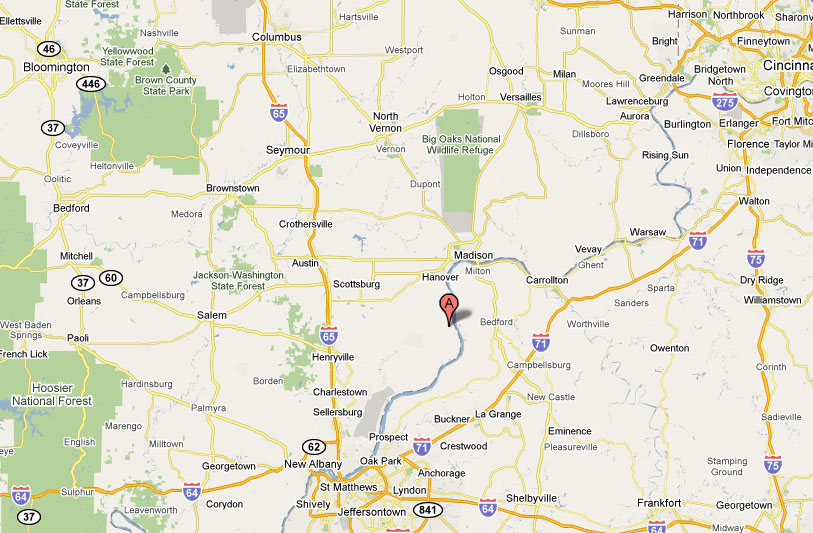 State Forest
Ellettsville
Nashville
Hartsville
Harrison
Northbrook
Sharonv
46
Yellowwood
State Forest
Columbus
Westport
Sunman
Bright
Finneytown
Bloomington
446
Brown County
State Park
Elizabethtown
Osgood
Milan
Greendale
Bridgetown
North
Cincinna
Moores Hill
Covington
37
65
North
Vernon
Holton
Versailles
Lawrenceburg
275
Aurora
Burlington
Erlanger
Fort Mitc
Coveyville
Seymour
Vernon
Big Oaks National
Wildlife Refuge
Dillsboro
Florence
Taylor Mi
Heltonville
Rising Sun
Oolitic
Brownstown
Dupont
Union
Independence
Bedford
Medora
Crothersville
Walton
Warsaw
71
Mitchell
Austin
Madison
Vevay
Ghent
75
37
60
Jackson-Washington
State Forest
Hanover
Milton
Carrollton
Dry Ridge
Orleans
Campbellsburg
Scottsburg
Sparta
Williamstown
Sanders
A
Salem
Bedford
Worthville
West Baden
Springs
Paoli
65
71
Owenton
French Lick
Henryville
Campbellsburg
Corinth
Hoosier
National Forest
Hardinsburg
Borden
Charlestown
New Castle
Palmyra
Sellersburg
La Grange
Sadieville
Marengo
Buckner
Eminence
English
Milltown
62
Prospect
71
Crestwood
Pleasureville
Georgetown
New Albany
Oak Park
Anchorage
Stamping
Ground
75
64
Sulphur
64
St Matthews
Lyndon
Shelbyville
Corydon
Shively
841
64
Frankfort
Georgetown
37
Leavenworth
Jeffersontown
64
Midway